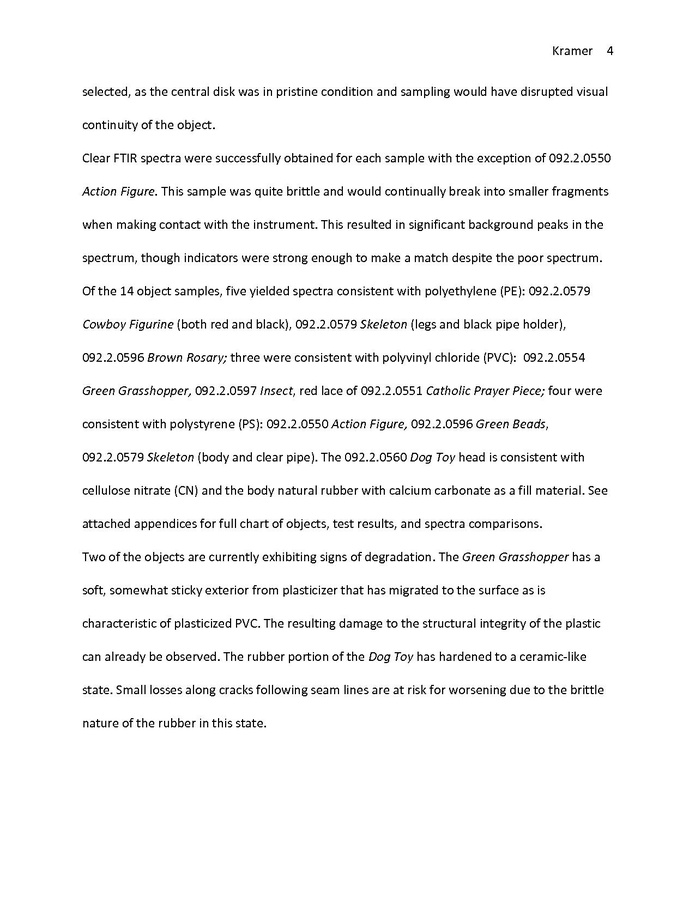 Kramer 4
selected, as the central disk was in pristine condition and sampling would have disrupted visual
continuity of the object.
Clear FTIR spectra were successfully obtained for each sample with the exception of 092.2.0550
Action Figure. This sample was quite brittle and would continually break into smaller fragments
when making contact with the instrument. This resulted in significant background peaks in the
spectrum, though indicators were strong enough to make a match despite the poor spectrum.
Of the 14 object samples, five yielded spectra consistent with polyethylene (PE): 092.2.0579
Cowboy Figurine (both red and black), 092.2.0579 Skeleton (legs and black pipe holder),
092.2.0596 Brown Rosary; three were consistent with polyvinyl chloride (PVC): 092.2.0554
Green Grasshopper, 092.2.0597 Insect, red lace of 092.2.0551 Catholic Prayer Piece; four were
consistent with polystyrene (PS): 092.2.0550 Action Figure, 092.2.0596 Green Beads,
092.2.0579 Skeleton (body and clear pipe). The 092.2.0560 Dog Toy head is consistent with
cellulose nitrate (CN) and the body natural rubber with calcium carbonate as a fill material. See
attached appendices for full chart of objects, test results, and spectra comparisons.
Two of the objects are currently exhibiting signs of degradation. The Green Grasshopper has a
soft, somewhat sticky exterior from plasticizer that has migrated to the surface as is
characteristic of plasticized PVC. The resulting damage to the structural integrity of the plastic
can already be observed. The rubber portion of the Dog Toy has hardened to a ceramic-like
state. Small losses along cracks following seam lines are at risk for worsening due to the brittle
nature of the rubber in this state.